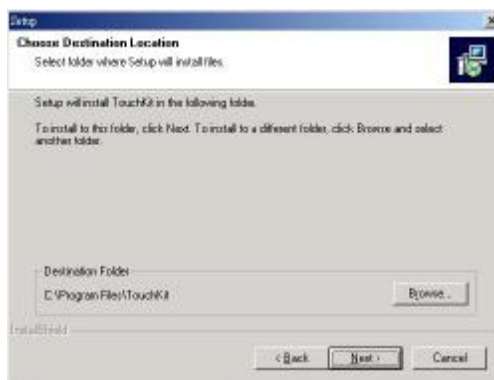 Setup
Choose Destination Location
Select folder where Setup will install files.
Setup will install TouchKit in the following folder.
To install to this folder, click Next. To install to a different folder, click Browse and select
another folder.
Destination Folder
C:\Program Files\TouchKit
Browse...
InstallShield
< Back
Next >
Cancel